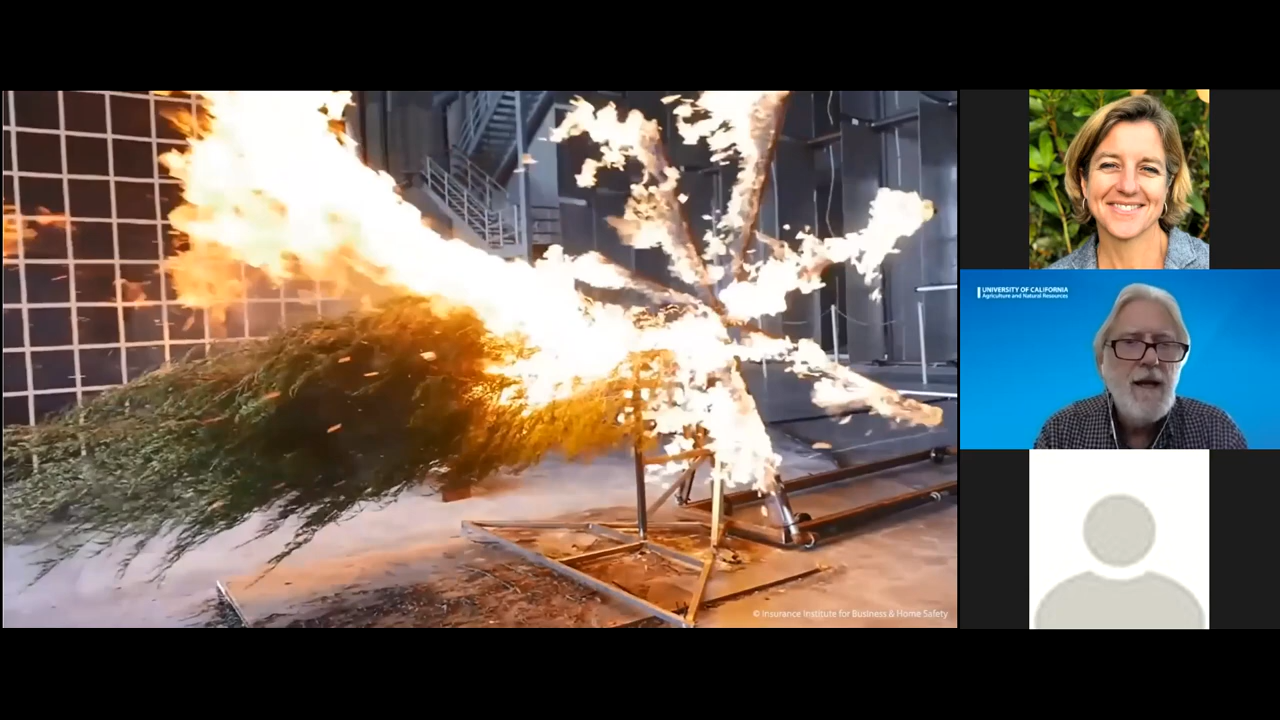 UNIVERSITY OF CALIFORNIA
Agriculture and Natural Resources
© Insurance Institute for Business & Home Safety